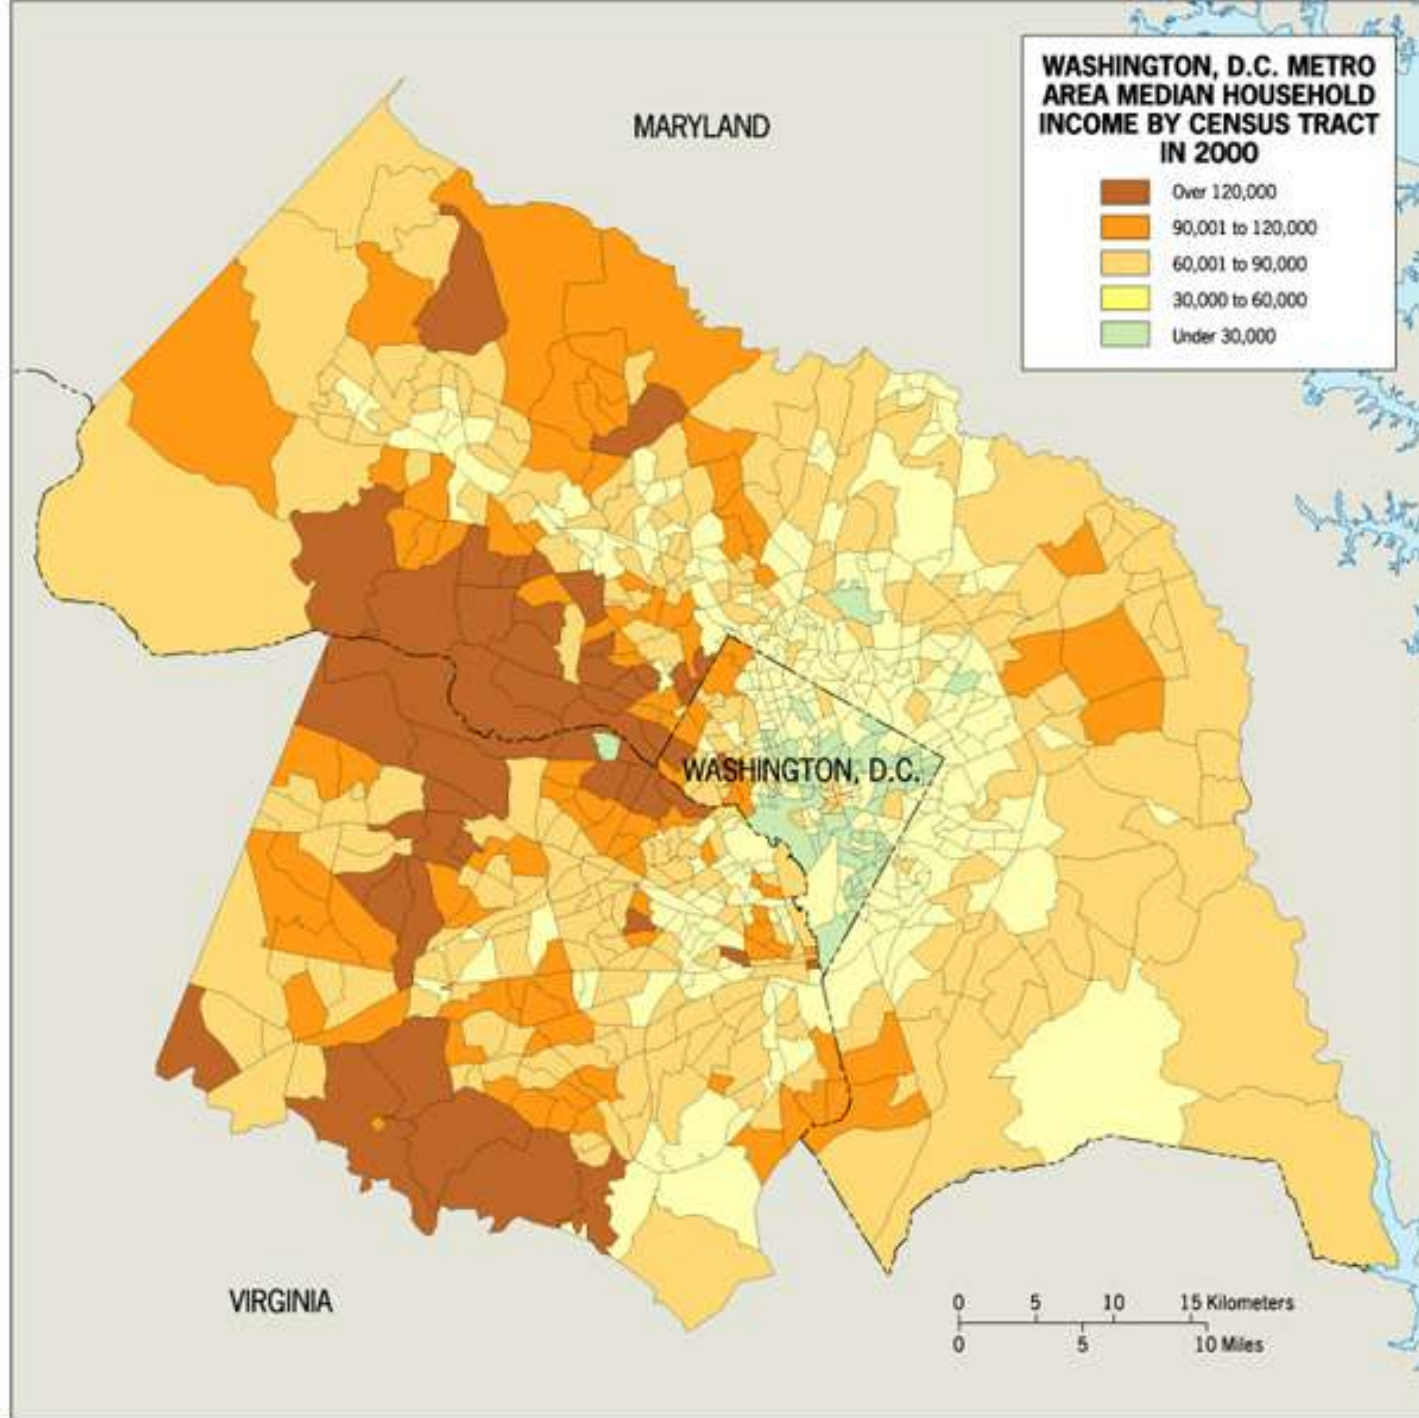 MARYLAND
WASHINGTON, D.C. METRO
AREA MEDIAN HOUSEHOLD
INCOME BY CENSUS TRACT
IN 2000
Over 120,000
90,001 to 120,000
60,001 to 90,000
30,000 to 60,000
Under 30,000
WASHINGTON, D.C.
VIRGINIA
0 5 10 15 Kilometers
0 5 10 Miles